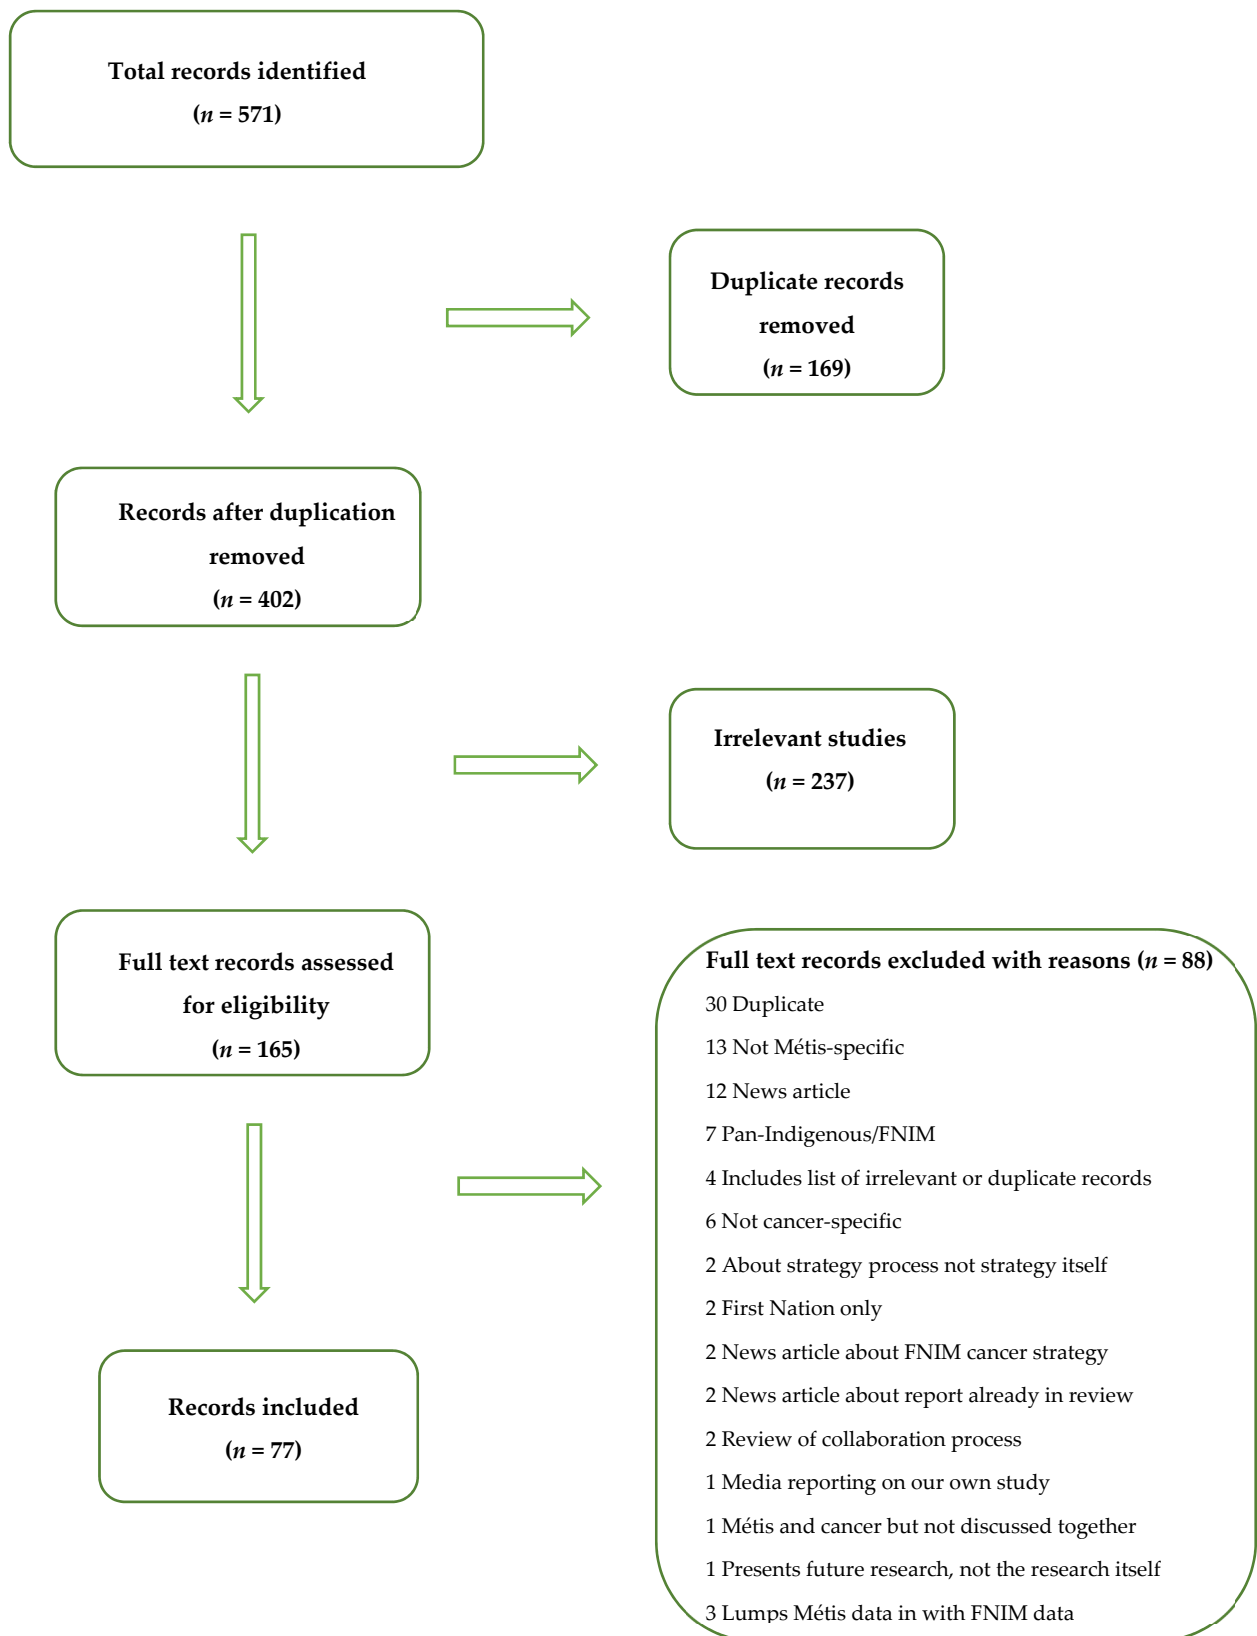 Total records identified
(n = 571)
Duplicate records
removed
(n = 169)
Records after duplication
removed
(n = 402)
Irrelevant studies
(n = 237)
Full text records assessed
for eligibility
(n = 165)
Full text records excluded with reasons (n = 88)
30 Duplicate
13 Not Métis-specific
12 News article
7 Pan-Indigenous/FNIM
4 Includes list of irrelevant or duplicate records
6 Not cancer-specific
2 About strategy process not strategy itself
2 First Nation only
2 News article about FNIM cancer strategy
2 News article about report already in review
2 Review of collaboration process
1 Media reporting on our own study
1 Métis and cancer but not discussed together
1 Presents future research, not the research itself
3 Lumps Métis data in with FNIM data
Records included
(n = 77)